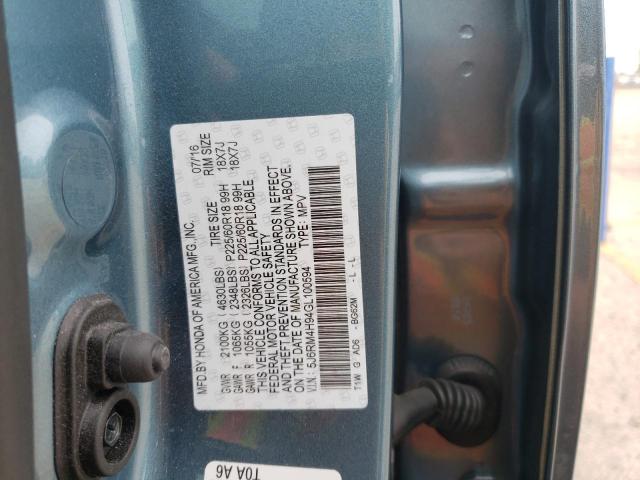 MFD.BY HONDA OF AMERICA MFG.,INC. 07/16
TIRE SIZE RIM SIZE
GVWR 2100KG ( 4630LBS)
GAWR F 1065KG ( 2348LBS) P225/60R18 99H 18X7J
GAWR R 1055KG ( 2326LBS) P225/60R18 99H 18X7J
THIS VEHICLE CONFORMS TO ALL APPLICABLE
FEDERAL MOTOR VEHICLE SAFETY
AND THEFT PREVENTION STANDARDS IN EFFECT
ON THE DATE OF MANUFACTURE SHOWN ABOVE.
V.I.N.: 5J6RM4H94GL100594 TYPE: MPV
T1W G AD6 -BG62M -L -L
T0A A6